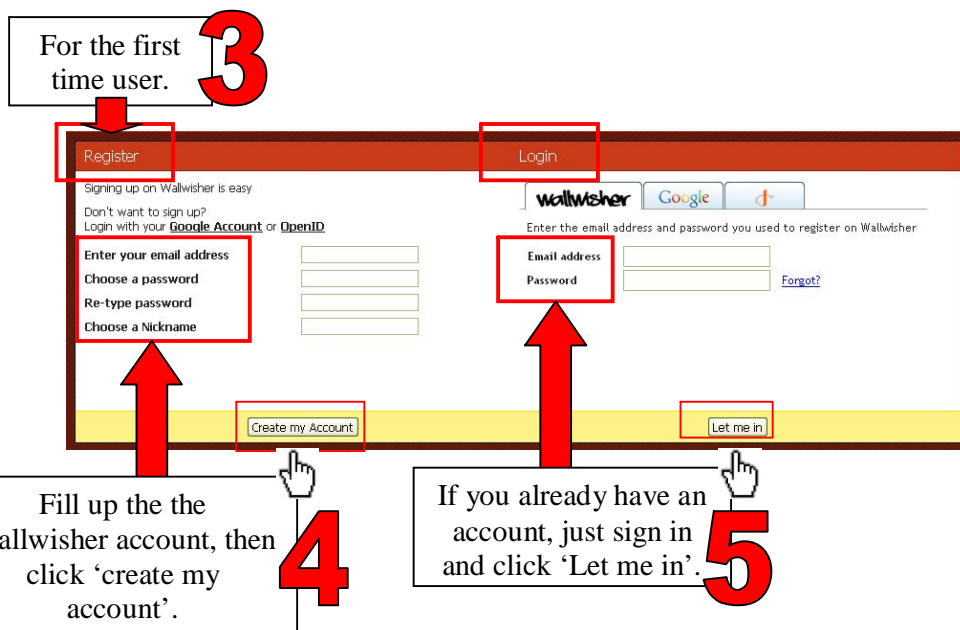 For the first
time user.
3
Register
Signing up on Wallwisher is easy
Don't want to sign up?
Login with your Google Account or OpenID
Enter your email address
Choose a password
Re-type password
Choose a Nickname
Create my Account
Login
wallwisher Google
Enter the email address and password you used to register on Wallwisher
Email address
Password Forgot?
Let me in
Fill up the the
allwisher account, then
click ‘create my
account’.
4
If you already have an
account, just sign in
and click ‘Let me in’.
5